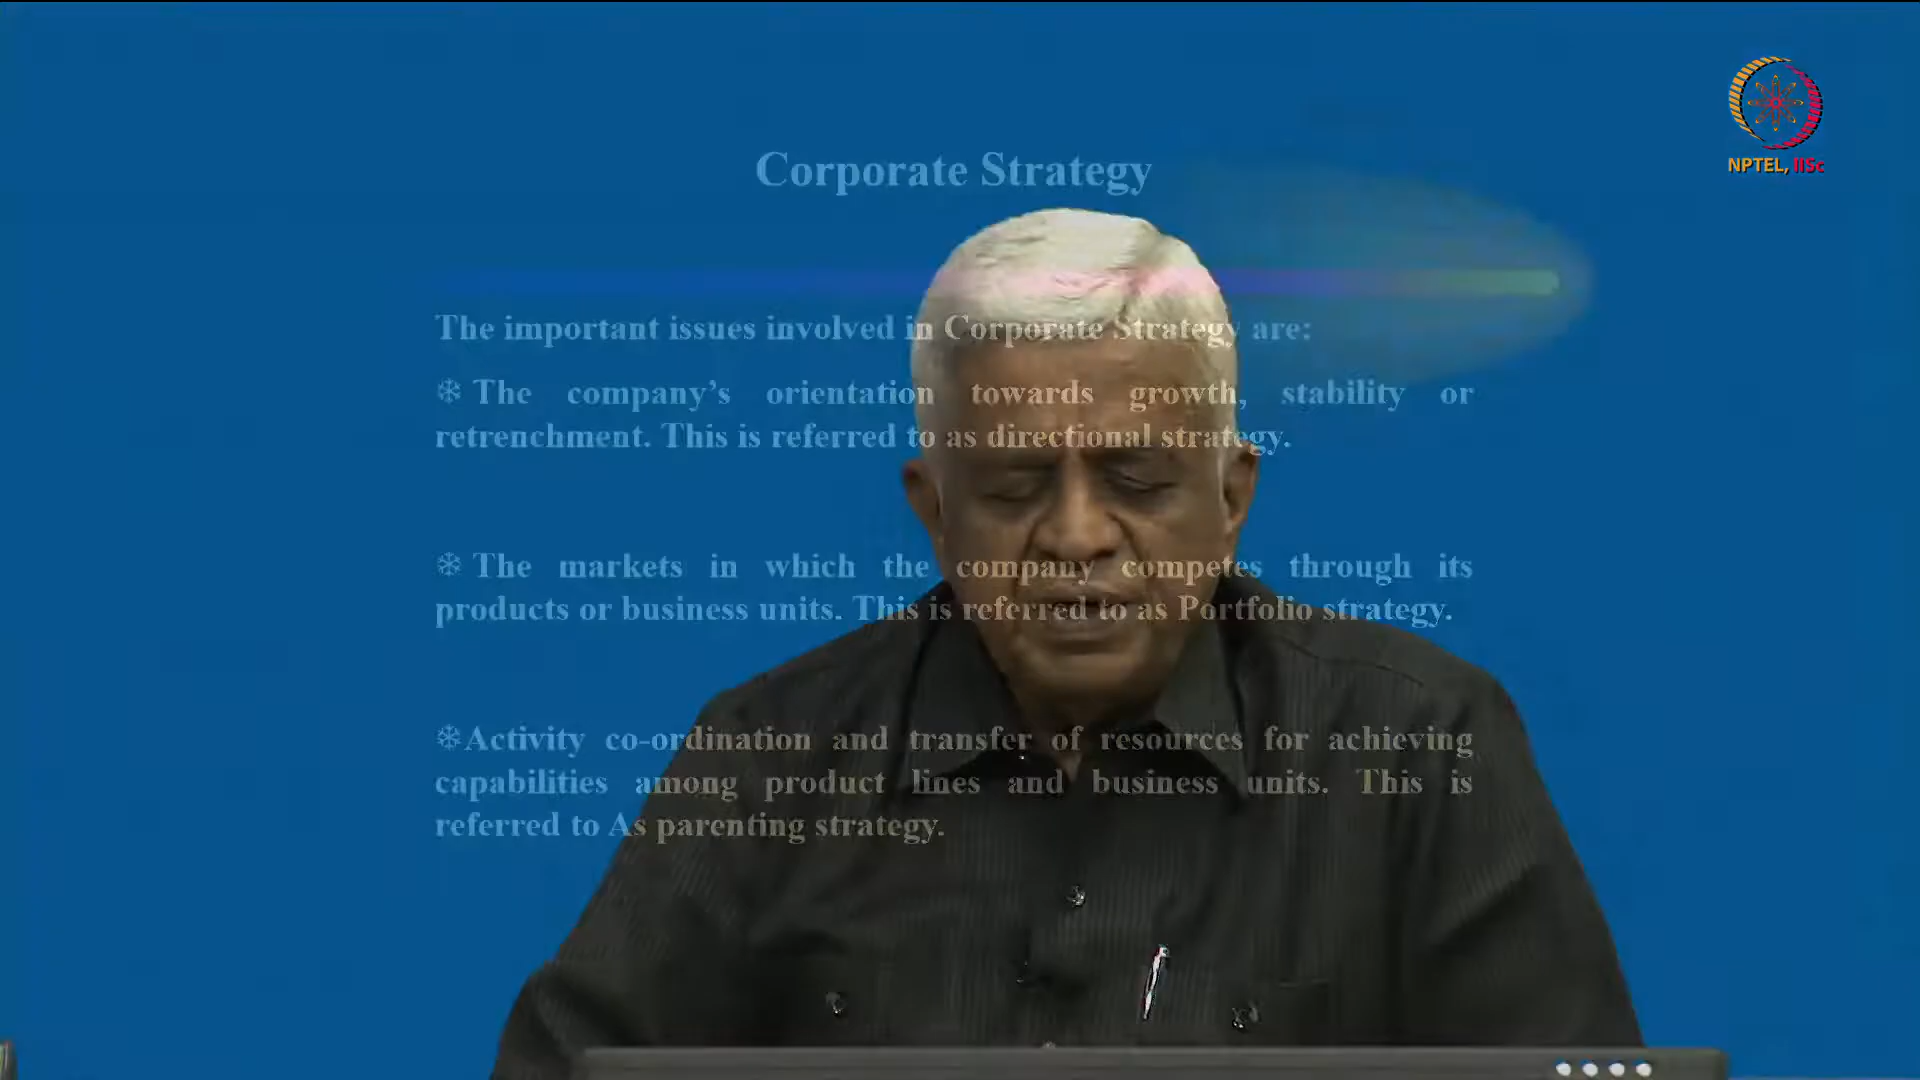 NPTEL, IISc
Corporate Strategy
The important issues involved in Corporate Strategy are:
❄ The company’s orientation towards growth, stability or
retrenchment. This is referred to as directional strategy.
❄ The markets in which the company competes through its
products or business units. This is referred to as Portfolio strategy.
❄Activity co-ordination and transfer of resources for achieving
capabilities among product lines and business units. This is
referred to As parenting strategy.